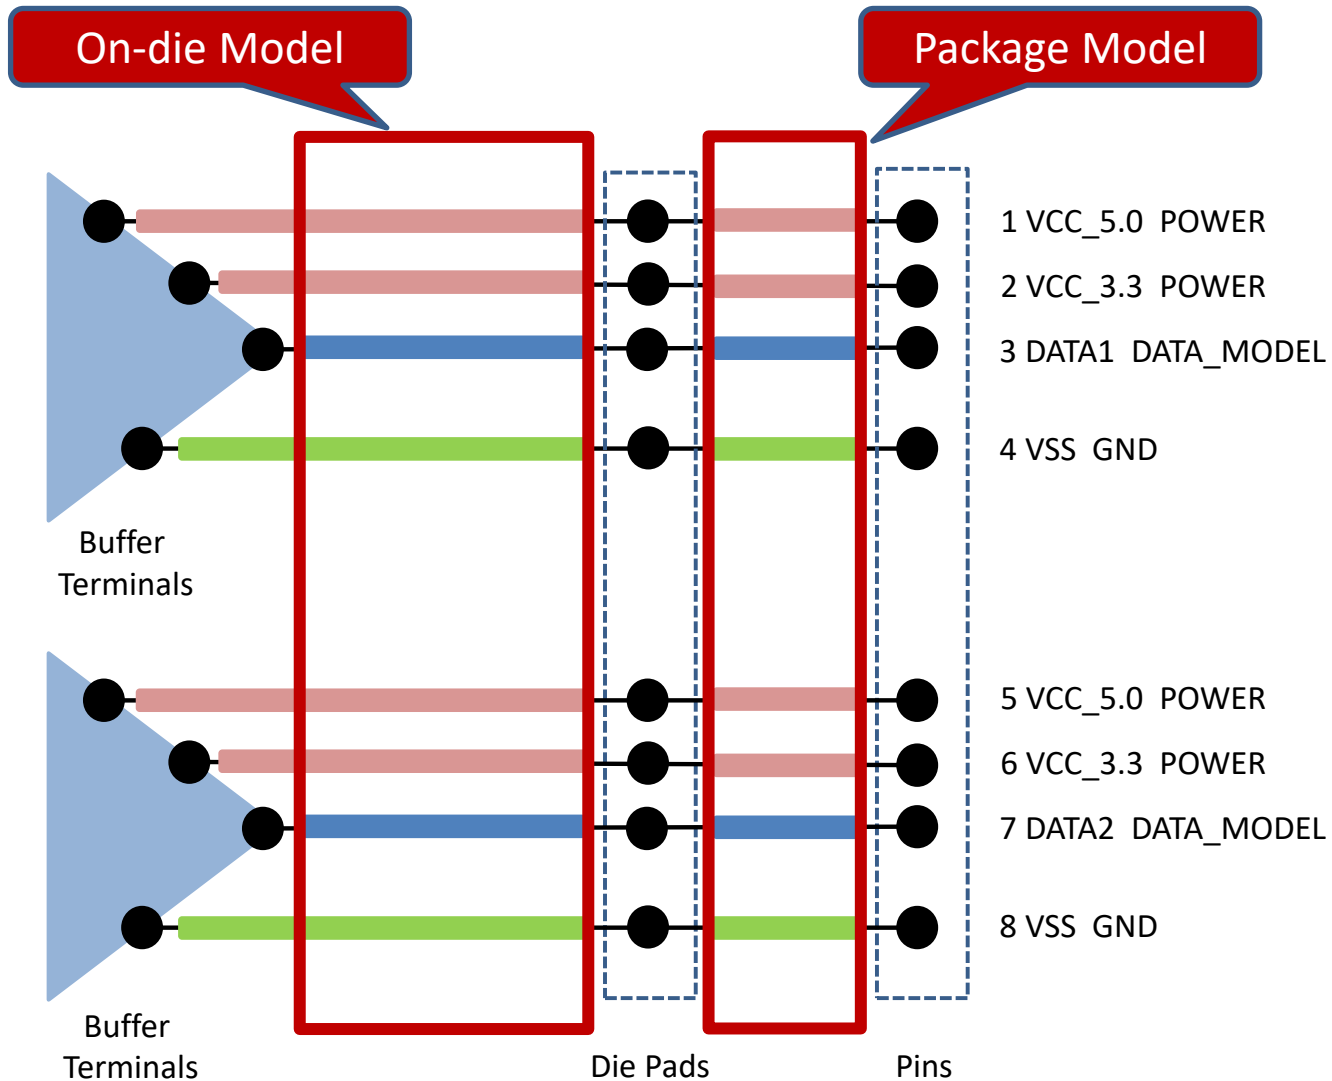 On-die Model
Package Model
1 VCC_5.0 POWER
2 VCC_3.3 POWER
3 DATA1 DATA_MODEL
4 VSS GND
Buffer
Terminals
5 VCC_5.0 POWER
6 VCC_3.3 POWER
7 DATA2 DATA_MODEL
8 VSS GND
Buffer
Terminals
Die Pads
Pins